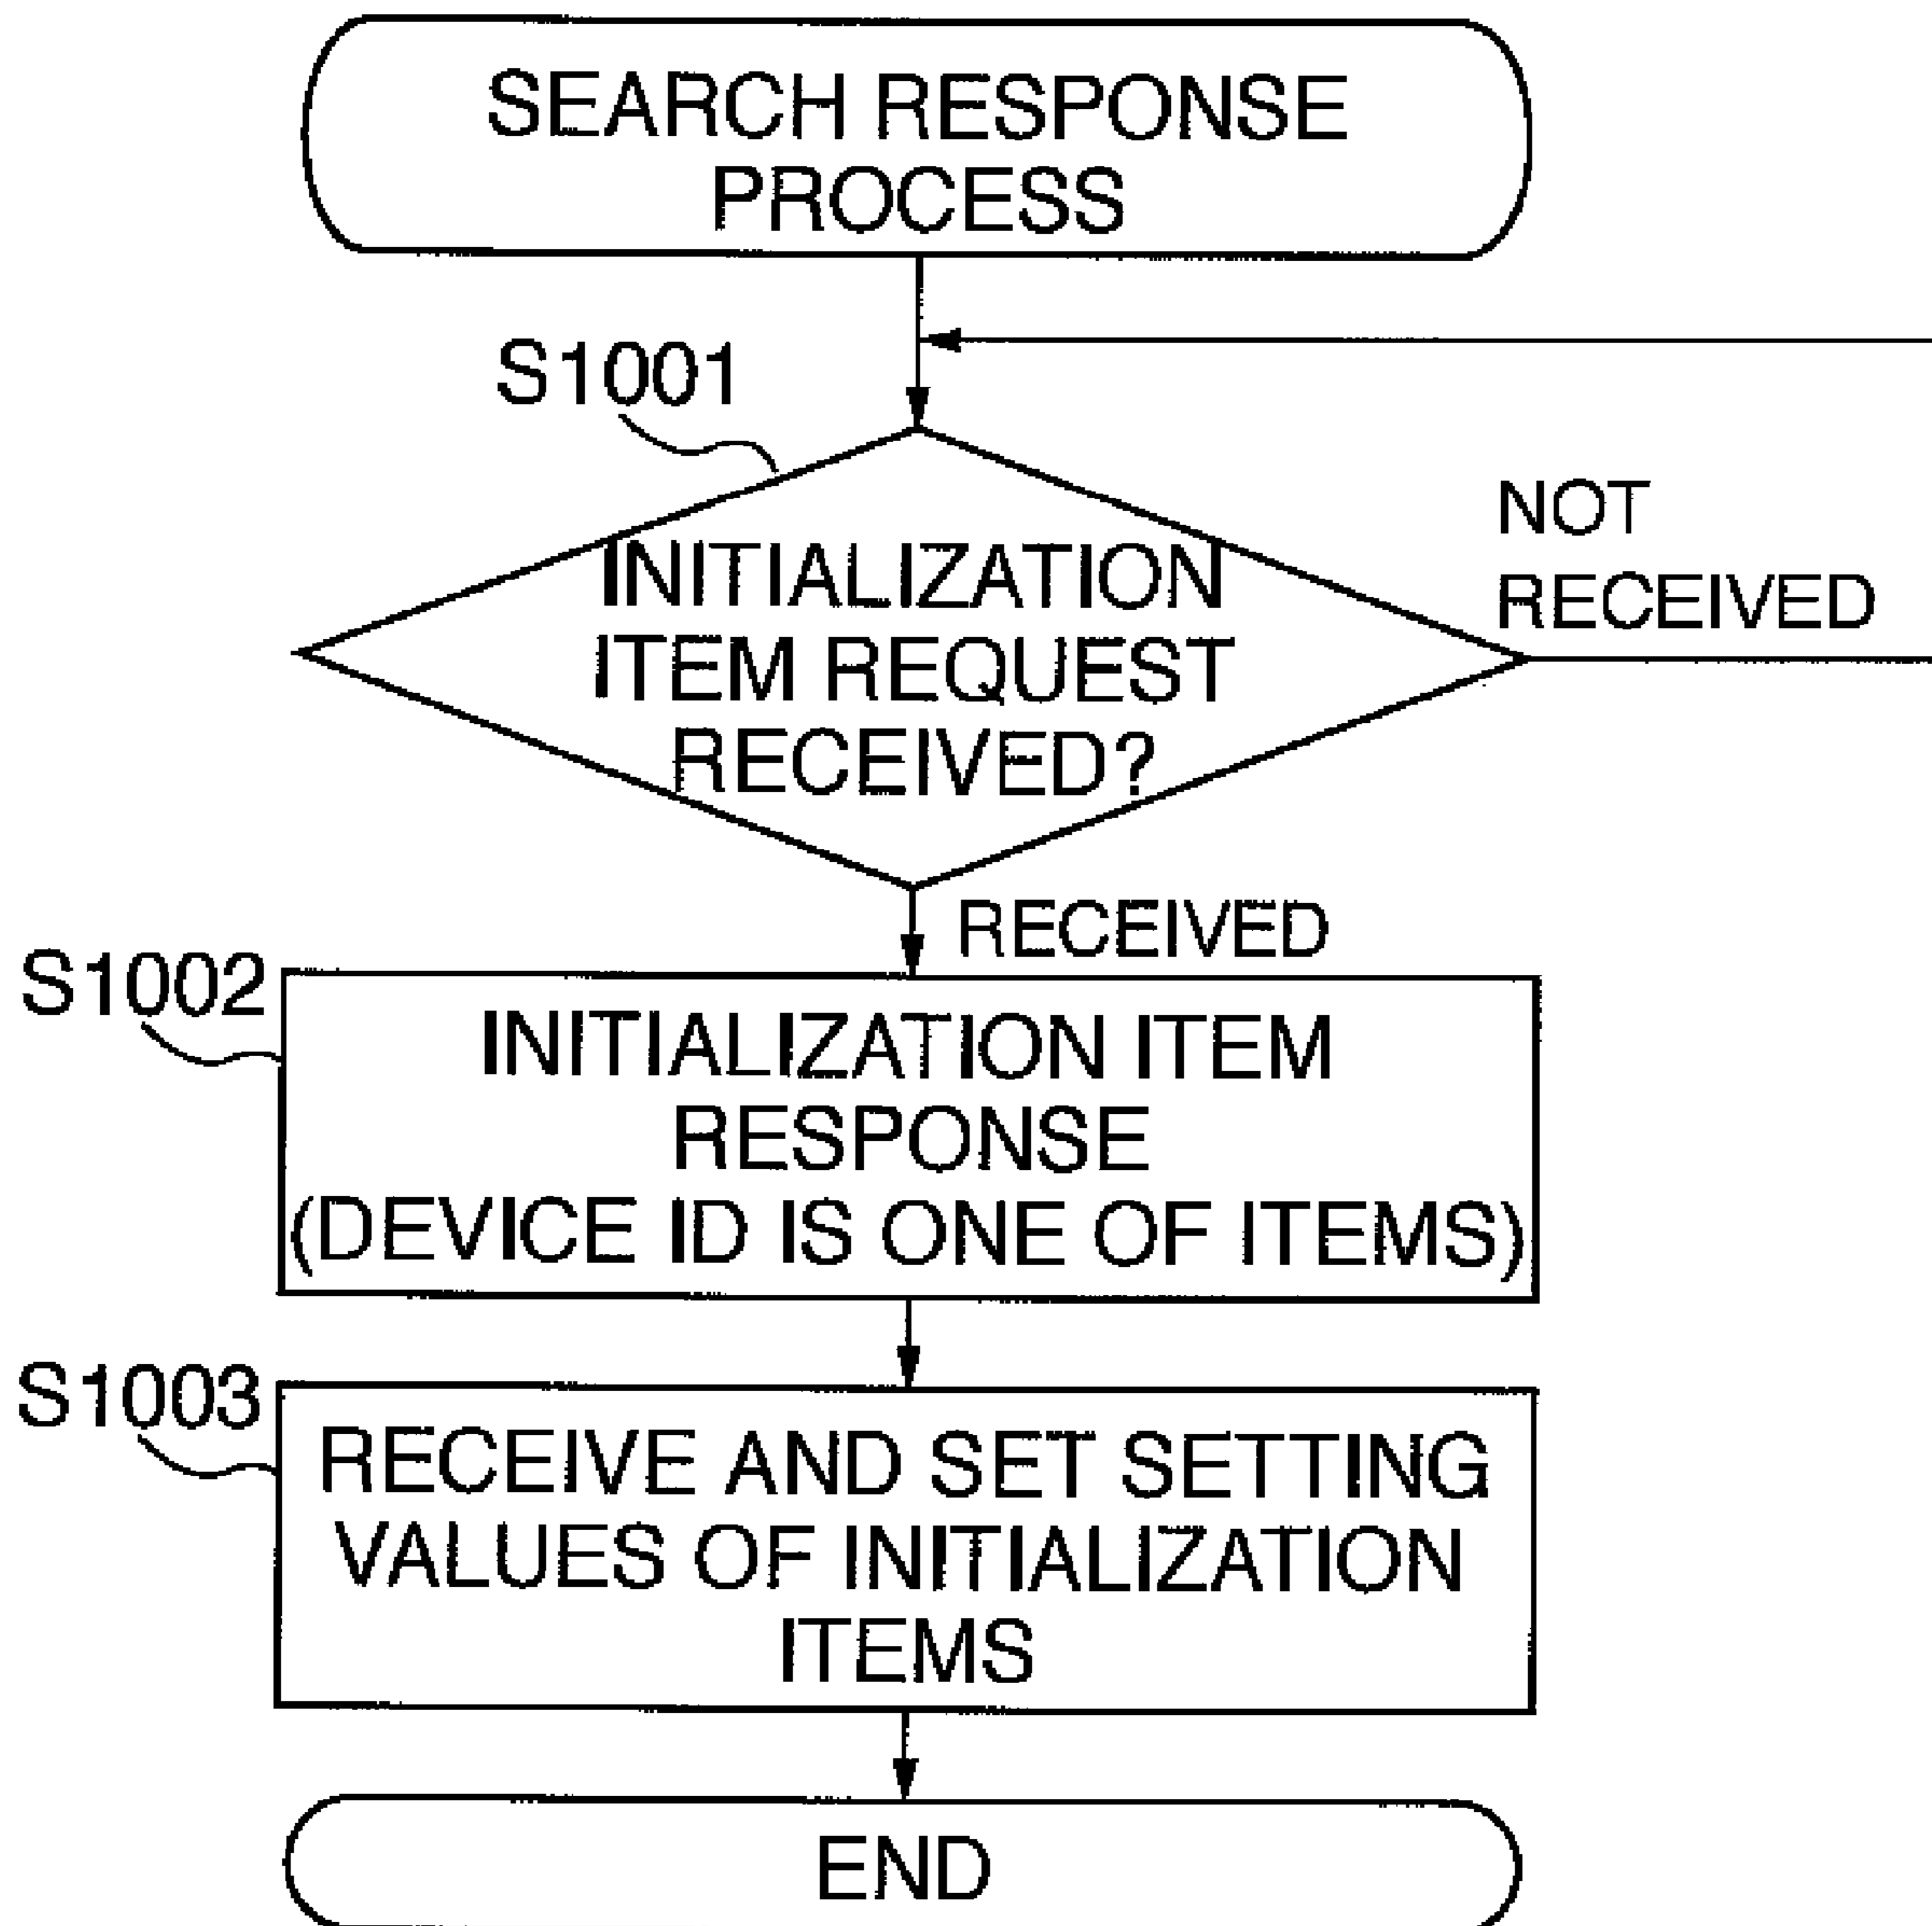 SEARCH RESPONSE
PROCESS
S1001
INITIALIZATION
ITEM REQUEST
RECEIVED?
NOT
RECEIVED
RECEIVED
S1002
INITIALIZATION ITEM
RESPONSE
(DEVICE ID IS ONE OF ITEMS)
S1003
RECEIVE AND SET SETTING
VALUES OF INITIALIZATION
ITEMS
END